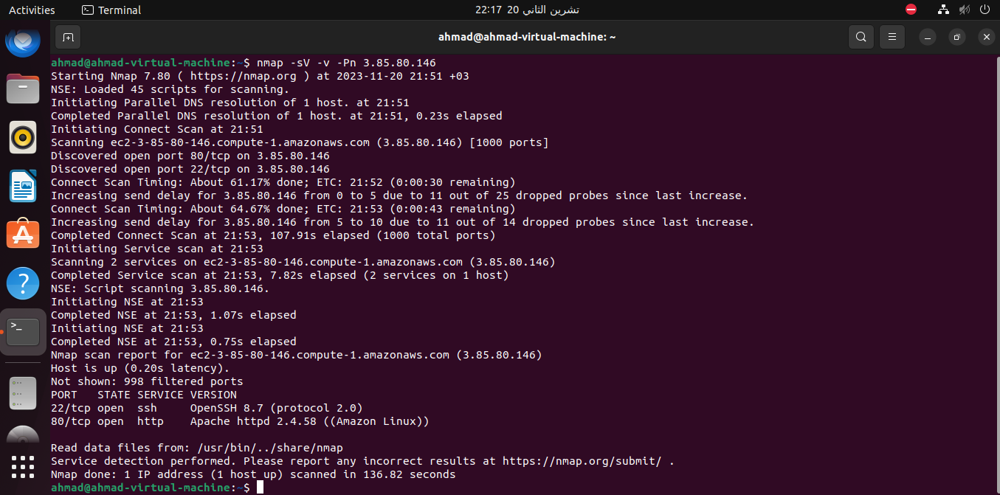 Activities
Terminal
22:17 تشرين الثاني 20
ahmad@ahmad-virtual-machine: ~
ahmad@ahmad-virtual-machine:~$ nmap -sV -v -Pn 3.85.80.146
Starting Nmap 7.80 ( https://nmap.org ) at 2023-11-20 21:51 +03
NSE: Loaded 45 scripts for scanning.
Initiating Parallel DNS resolution of 1 host. at 21:51
Completed Parallel DNS resolution of 1 host. at 21:51, 0.23s elapsed
Initiating Connect Scan at 21:51
Scanning ec2-3-85-80-146.compute-1.amazonaws.com (3.85.80.146) [1000 ports]
Discovered open port 80/tcp on 3.85.80.146
Discovered open port 22/tcp on 3.85.80.146
Connect Scan Timing: About 61.17% done; ETC: 21:52 (0:00:30 remaining)
Increasing send delay for 3.85.80.146 from 0 to 5 due to 11 out of 25 dropped probes since last increase.
Connect Scan Timing: About 64.67% done; ETC: 21:53 (0:00:43 remaining)
Increasing send delay for 3.85.80.146 from 5 to 10 due to 11 out of 14 dropped probes since last increase.
Completed Connect Scan at 21:53, 107.91s elapsed (1000 total ports)
Initiating Service scan at 21:53
Scanning 2 services on ec2-3-85-80-146.compute-1.amazonaws.com (3.85.80.146)
Completed Service scan at 21:53, 7.82s elapsed (2 services on 1 host)
NSE: Script scanning 3.85.80.146.
Initiating NSE at 21:53
Completed NSE at 21:53, 1.07s elapsed
Initiating NSE at 21:53
Completed NSE at 21:53, 0.75s elapsed
Nmap scan report for ec2-3-85-80-146.compute-1.amazonaws.com (3.85.80.146)
Host is up (0.20s latency).
Not shown: 998 filtered ports
PORT   STATE SERVICE VERSION
22/tcp open  ssh     OpenSSH 8.7 (protocol 2.0)
80/tcp open  http    Apache httpd 2.4.58 ((Amazon Linux))
Read data files from: /usr/bin/../share/nmap
Service detection performed. Please report any incorrect results at https://nmap.org/submit/ .
Nmap done: 1 IP address (1 host up) scanned in 136.82 seconds
ahmad@ahmad-virtual-machine:~$